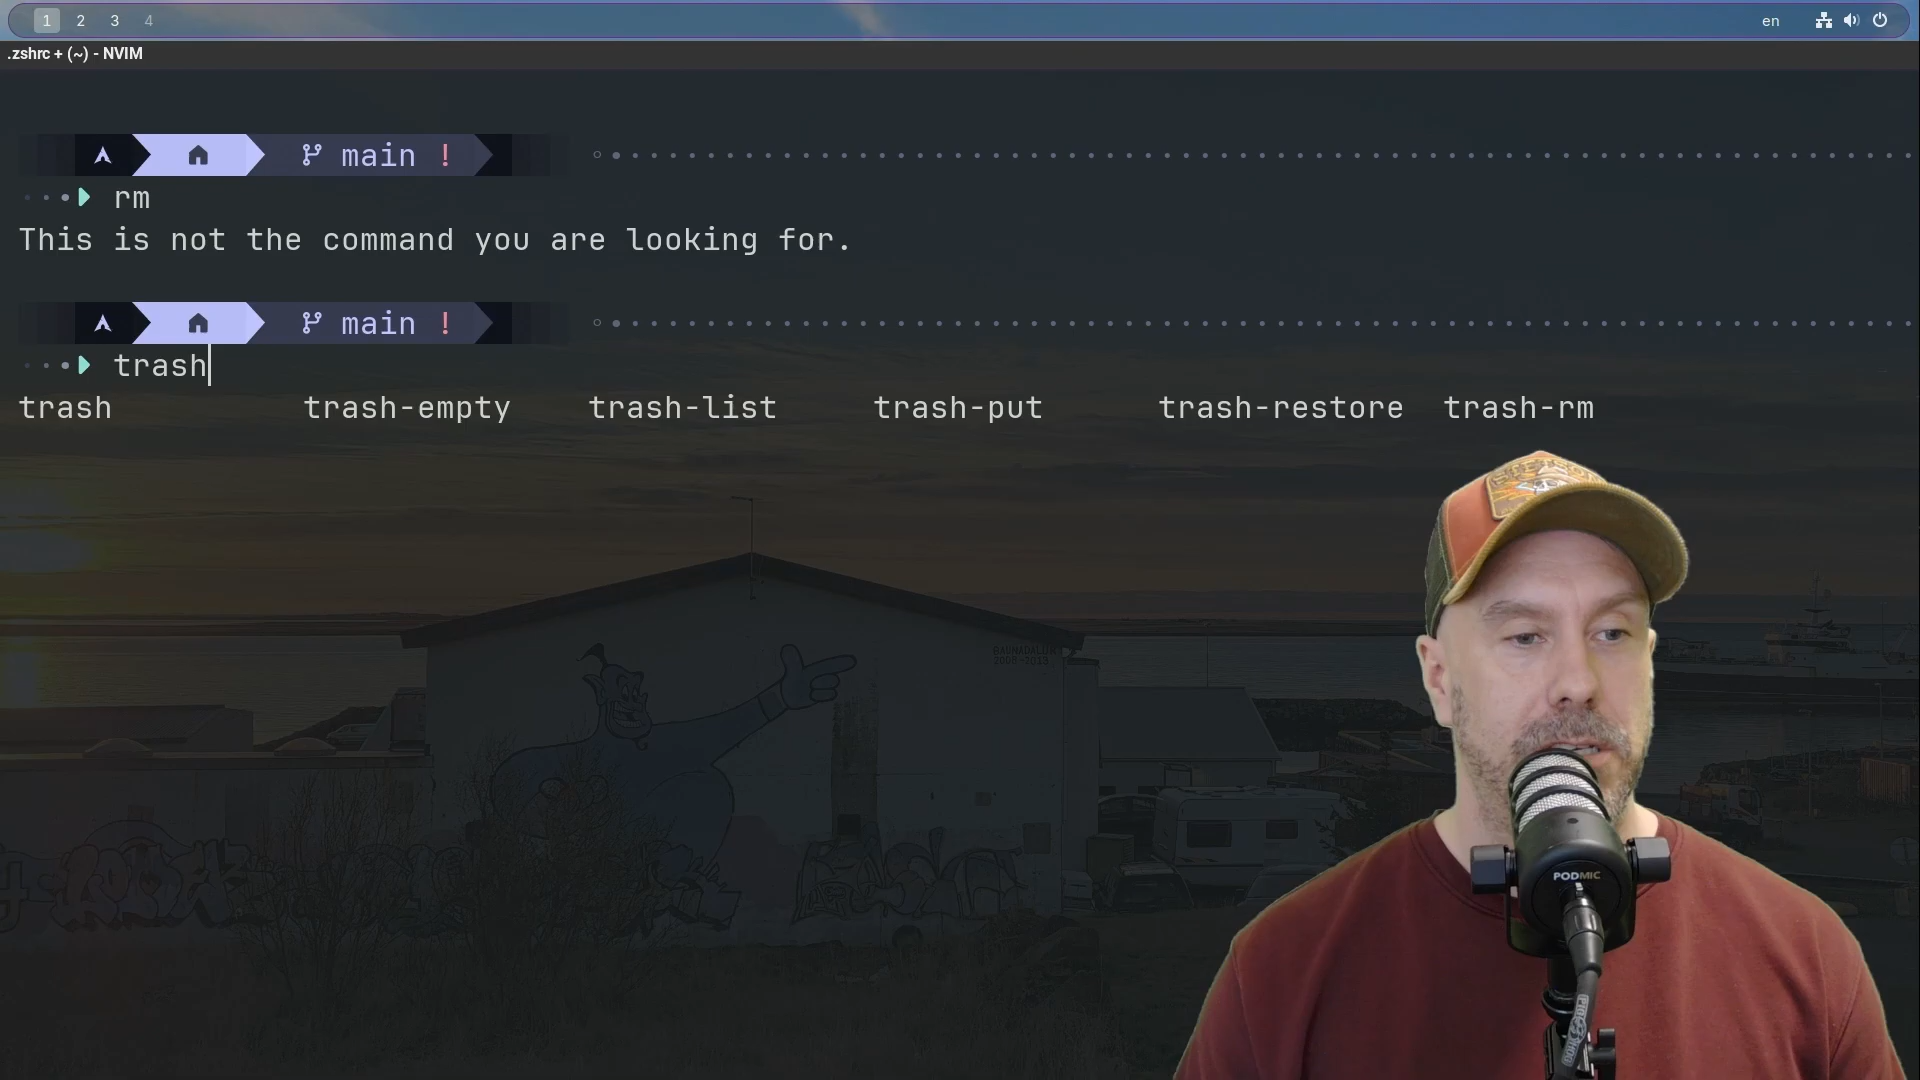 1 2 3 4 en
.zshrc + (~) - NVIM
main !
rm
This is not the command you are looking for.
main !
trash
trash trash-empty trash-list trash-put trash-restore trash-rm
PODMIC